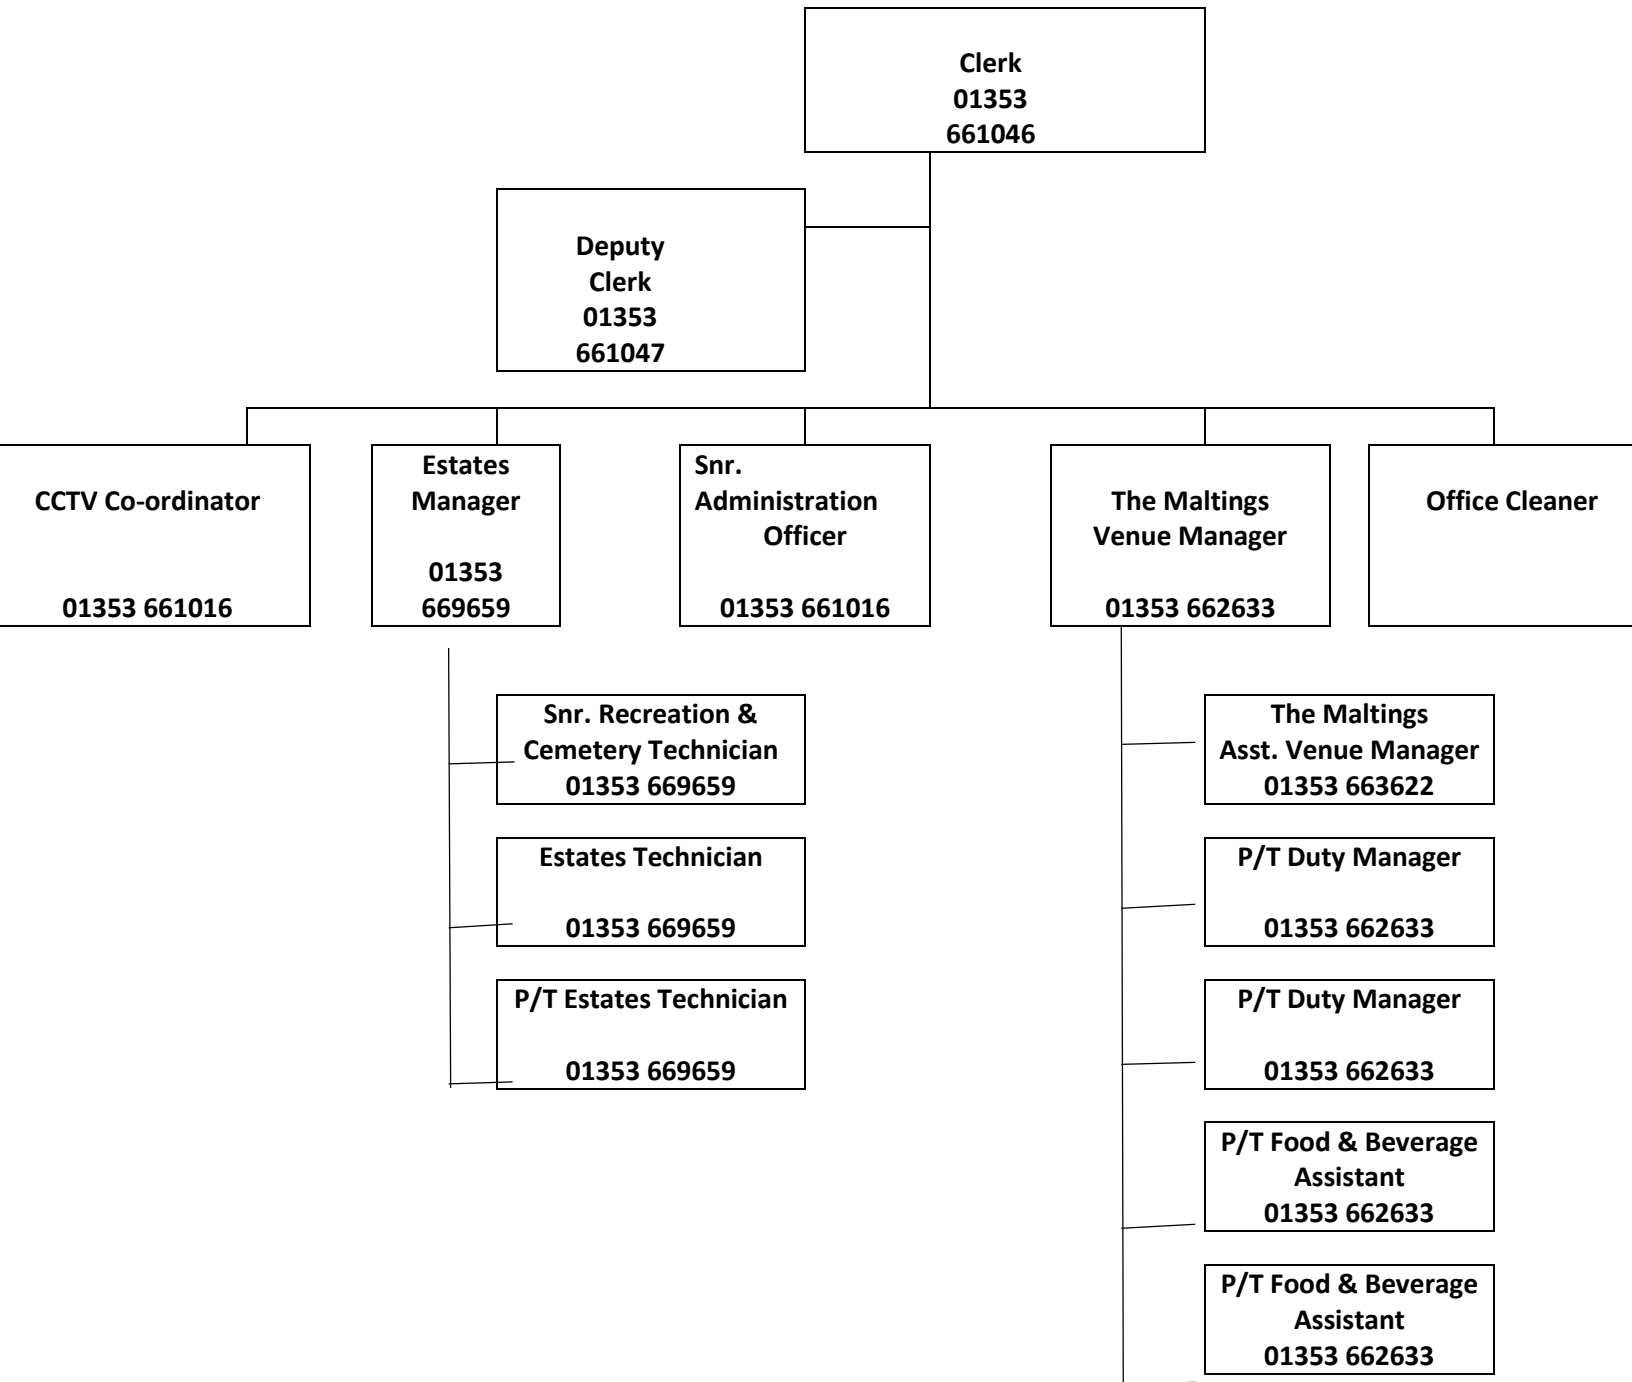 Clerk
01353
661046
Deputy
Clerk
01353
661047
CCTV Co-ordinator
01353 661016
Estates
Manager
01353
669659
Snr.
Administration
Officer
01353 661016
The Maltings
Venue Manager
01353 662633
Office Cleaner
Snr. Recreation &
Cemetery Technician
01353 669659
Estates Technician
01353 669659
P/T Estates Technician
01353 669659
The Maltings
Asst. Venue Manager
01353 663622
P/T Duty Manager
01353 662633
P/T Duty Manager
01353 662633
P/T Food & Beverage
Assistant
01353 662633
P/T Food & Beverage
Assistant
01353 662633